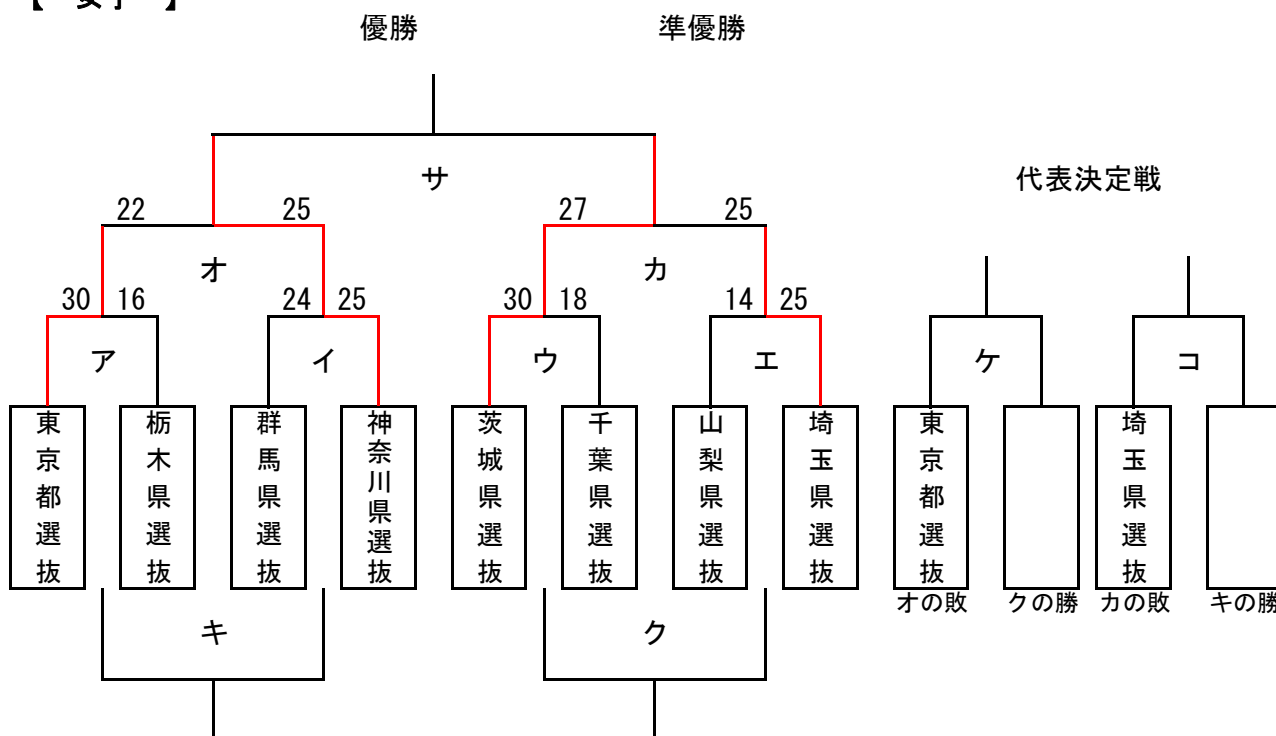 【 女子 】
優勝 準優勝
サ
代表決定戦
22 25 27 25
オ カ
30 16 24 25 30 18 14 25
ア イ ウ エ ケ コ
東京都選抜
栃木県選抜
群馬県選抜
神奈川県選抜
茨城県選抜
千葉県選抜
山梨県選抜
埼玉県選抜
東京都選抜
埼玉県選抜
オの敗 クの勝 カの敗 キの勝
キ ク